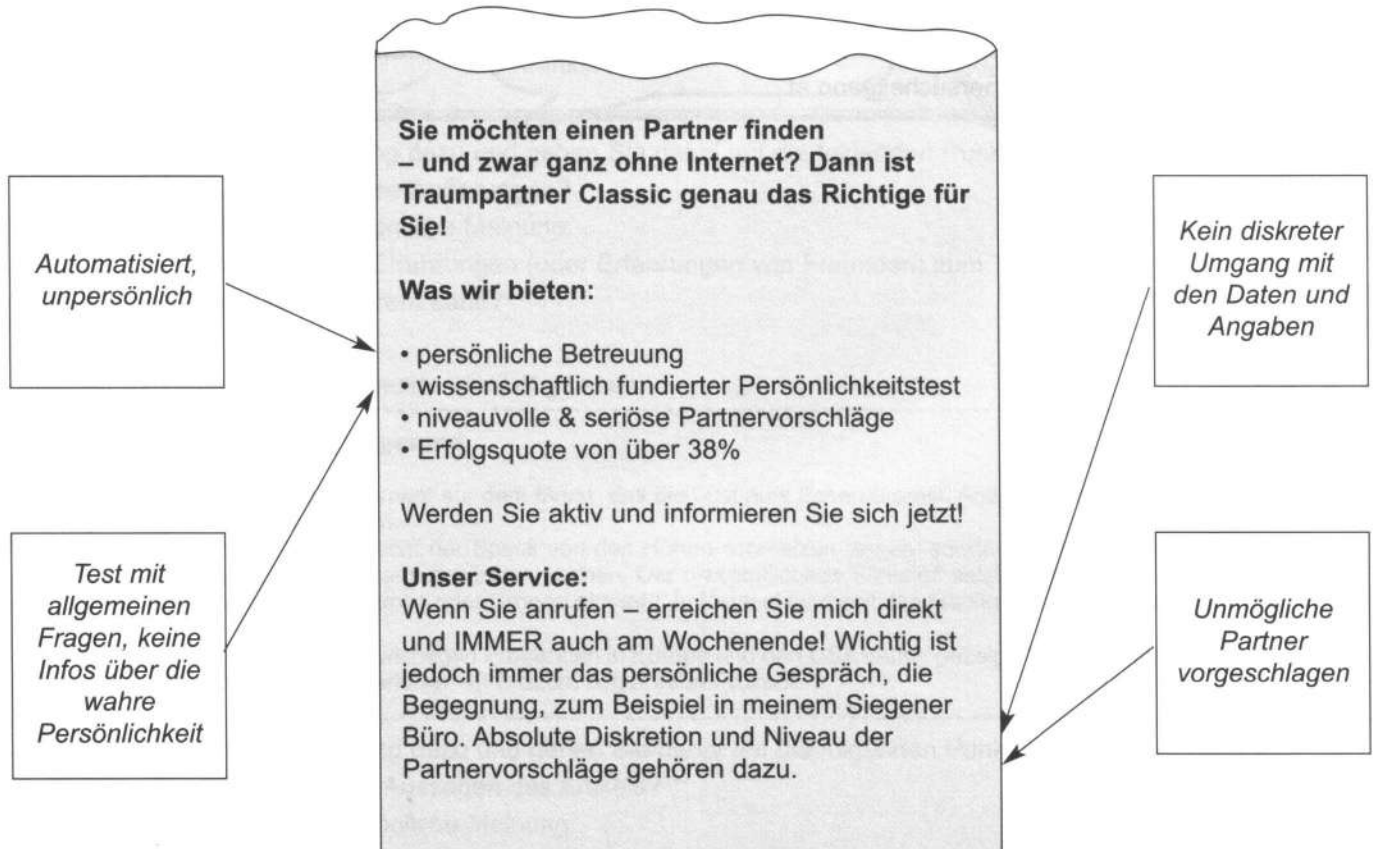 Sie möchten einen Partner finden
– und zwar ganz ohne Internet? Dann ist
Traumpartner Classic genau das Richtige für
Sie!
Was wir bieten:
• persönliche Betreuung
• wissenschaftlich fundierter Persönlichkeitstest
• niveauvolle & seriöse Partnervorschläge
• Erfolgsquote von über 38%
Werden Sie aktiv und informieren Sie sich jetzt!
Unser Service:
Wenn Sie anrufen – erreichen Sie mich direkt
und IMMER auch am Wochenende! Wichtig ist
jedoch immer das persönliche Gespräch, die
Begegnung, zum Beispiel in meinem Siegener
Büro. Absolute Diskretion und Niveau der
Partnervorschläge gehören dazu.
Automatisiert,
unpersönlich
Test mit
allgemeinen
Fragen, keine
Infos über die
wahre
Persönlichkeit
Kein diskreter
Umgang mit
den Daten und
Angaben
Unmögliche
Partner
vorgeschlagen